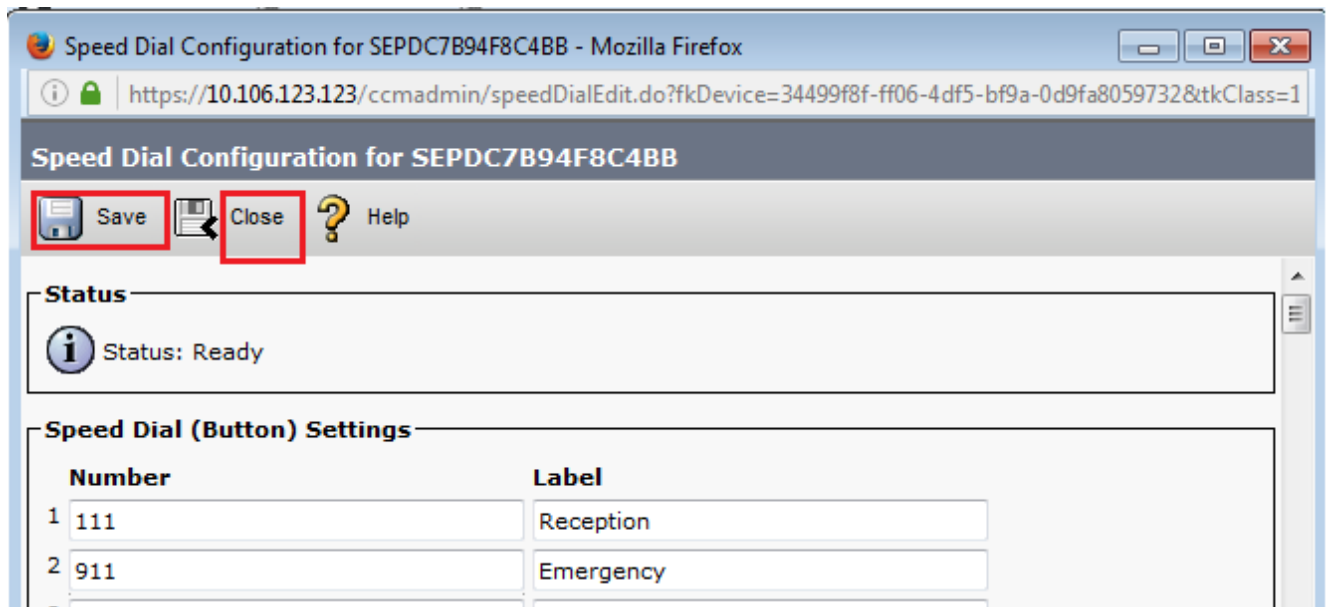 Speed Dial Configuration for SEPDC7B94F8C4BB - Mozilla Firefox
https://10.106.123.123/ccmadmin/speedDialEdit.do?fkDevice=34499f8f-ff06-4df5-bf9a-0d9fa8059732&tkClass=1
Speed Dial Configuration for SEPDC7B94F8C4BB
Save Close Help
Status
Status: Ready
Speed Dial (Button) Settings
Number Label
1 111 Reception
2 911 Emergency